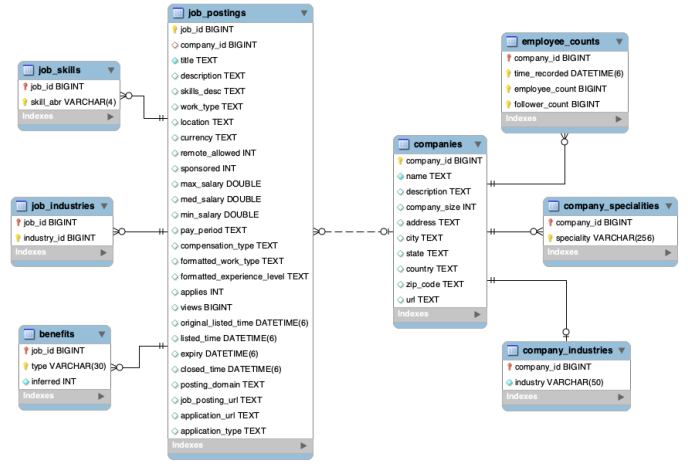 job_postings
job_id BIGINT
company_id BIGINT
title TEXT
description TEXT
skills_desc TEXT
work_type TEXT
location TEXT
currency TEXT
remote_allowed INT
sponsored INT
max_salary DOUBLE
med_salary DOUBLE
min_salary DOUBLE
pay_period TEXT
compensation_type TEXT
formatted_work_type TEXT
formatted_experience_level TEXT
applies INT
views BIGINT
original_listed_time DATETIME(6)
listed_time DATETIME(6)
expiry DATETIME(6)
closed_time DATETIME(6)
posting_domain TEXT
job_posting_url TEXT
application_url TEXT
application_type TEXT
Indexes
job_skills
job_id BIGINT
skill_abr VARCHAR(4)
Indexes
job_industries
job_id BIGINT
industry_id BIGINT
Indexes
benefits
job_id BIGINT
type VARCHAR(30)
inferred INT
Indexes
companies
company_id BIGINT
name TEXT
description TEXT
company_size INT
address TEXT
city TEXT
state TEXT
country TEXT
zip_code TEXT
url TEXT
Indexes
employee_counts
company_id BIGINT
time_recorded DATETIME(6)
employee_count BIGINT
follower_count BIGINT
Indexes
company_specialities
company_id BIGINT
speciality VARCHAR(256)
Indexes
company_industries
company_id BIGINT
industry VARCHAR(50)
Indexes